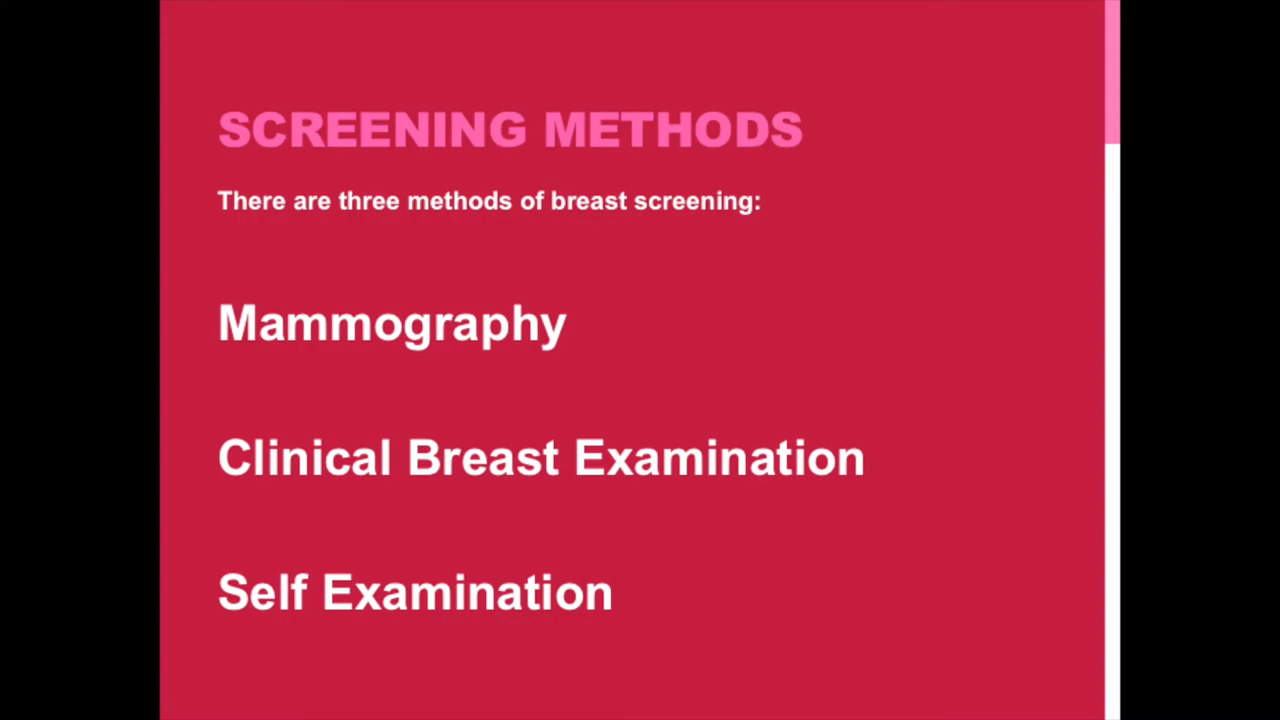 SCREENING METHODS
There are three methods of breast screening:
Mammography
Clinical Breast Examination
Self Examination